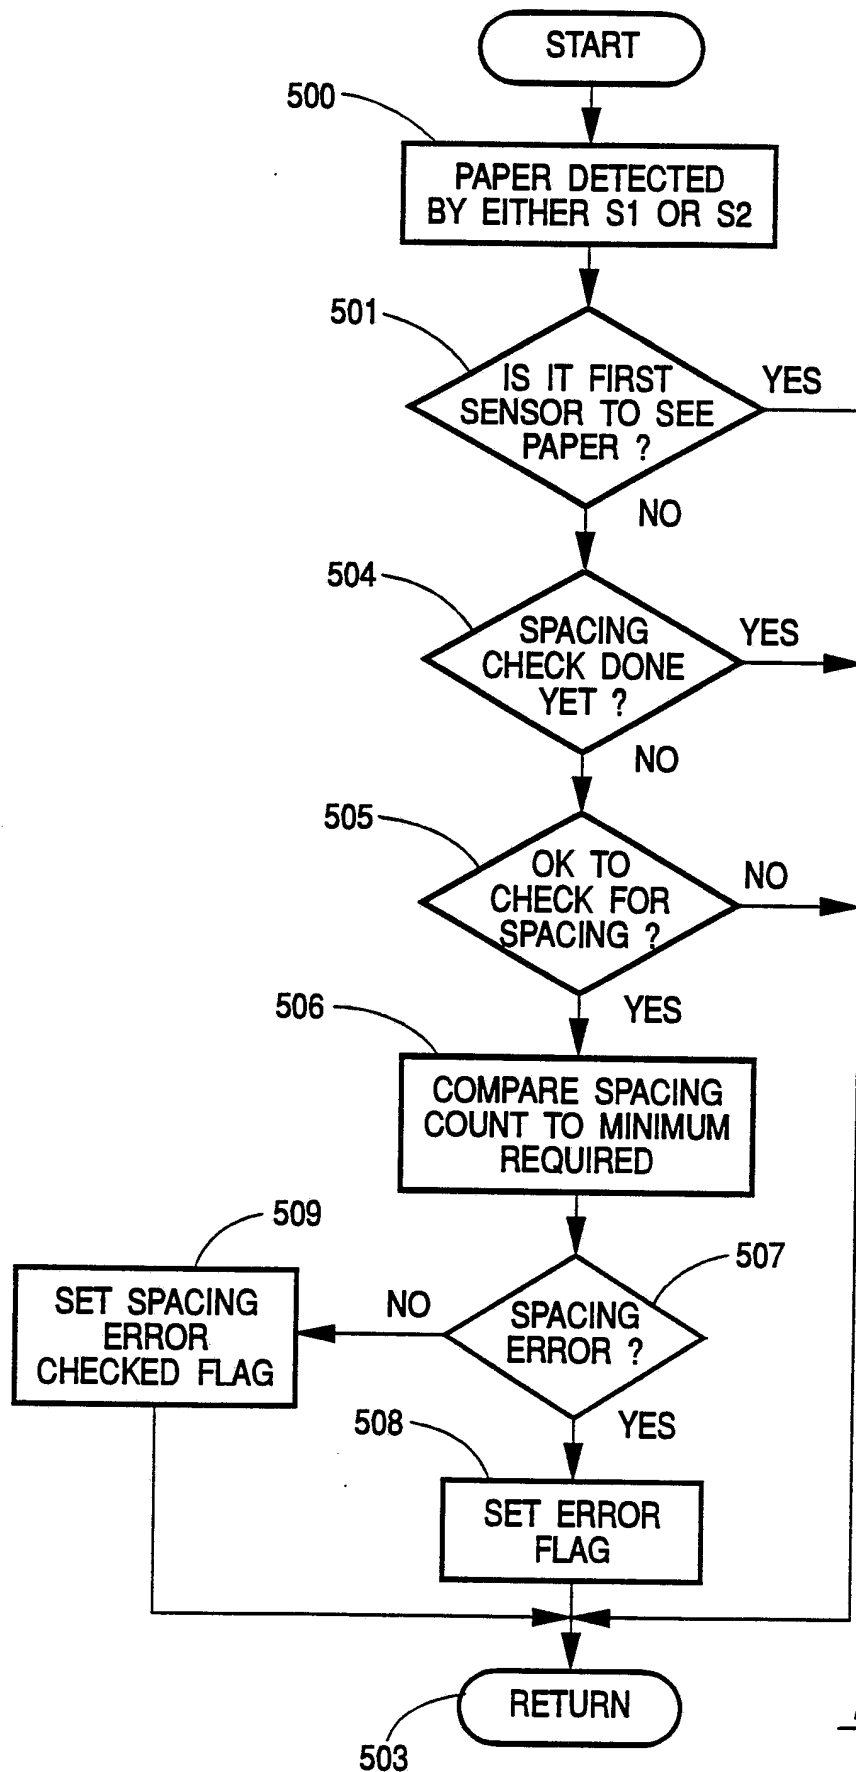 START
500
PAPER DETECTED
BY EITHER S1 OR S2
501
IS IT FIRST
SENSOR TO SEE
PAPER ?
YES
NO
504
SPACING
CHECK DONE
YET ?
YES
NO
505
OK TO
CHECK FOR
SPACING ?
NO
YES
506
COMPARE SPACING
COUNT TO MINIMUM
REQUIRED
509
507
SET SPACING
ERROR
CHECKED FLAG
NO
SPACING
ERROR ?
YES
508
SET ERROR
FLAG
RETURN
503